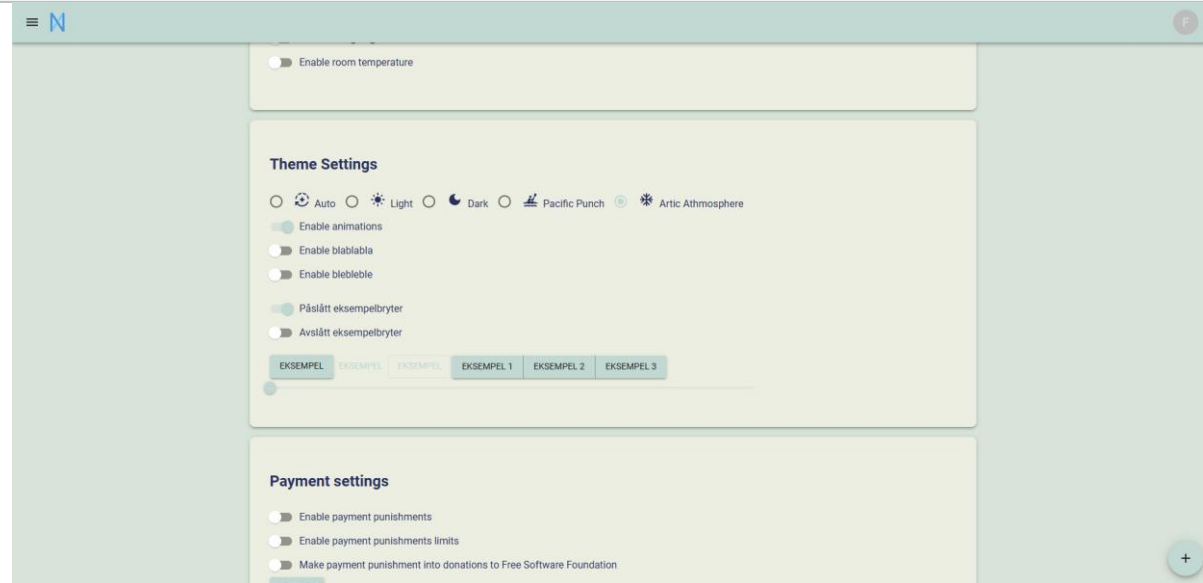 N
F
Enable room temperature
Theme Settings
Auto Light Dark Pacific Punch Artic Athmosphere
Enable animations
Enable blablabla
Enable blebleble
Påslått eksempelbryter
Avslått eksempelbryter
EKSEMPEL EKSEMPEL EKSEMPEL EKSEMPEL 1 EKSEMPEL 2 EKSEMPEL 3
Payment settings
Enable payment punishments
Enable payment punishments limits
Make payment punishment into donations to Free Software Foundation
+